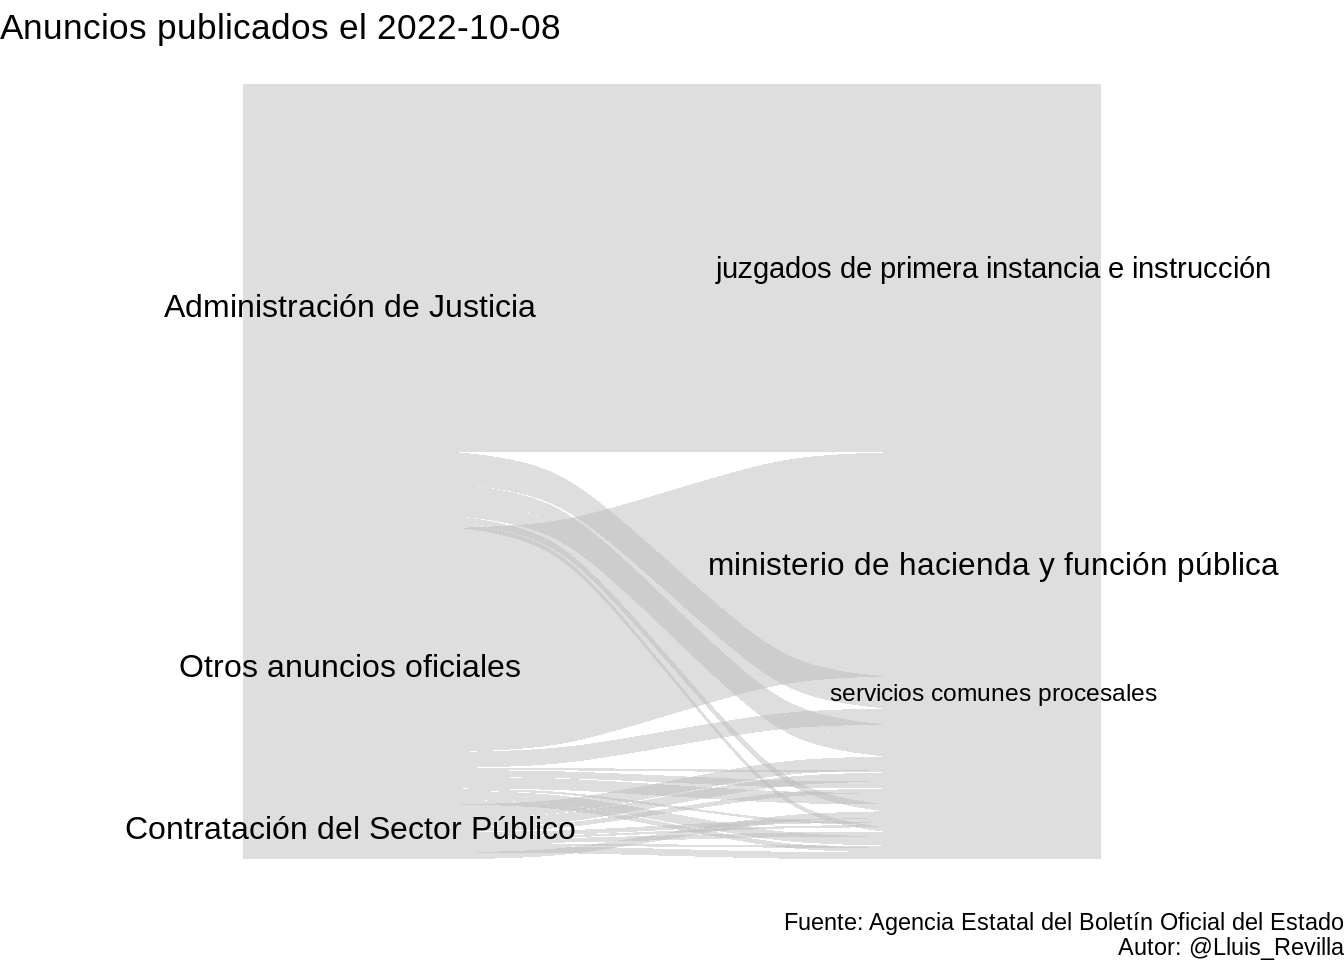 Anuncios publicados el 2022-10-08
juzgados de primera instancia e instrucción
Administración de Justicia
ministerio de hacienda y función pública
Otros anuncios oficiales
servicios comunes procesales
Contratación del Sector Público
Fuente: Agencia Estatal del Boletín Oficial del Estado
Autor: @Lluis_Revilla